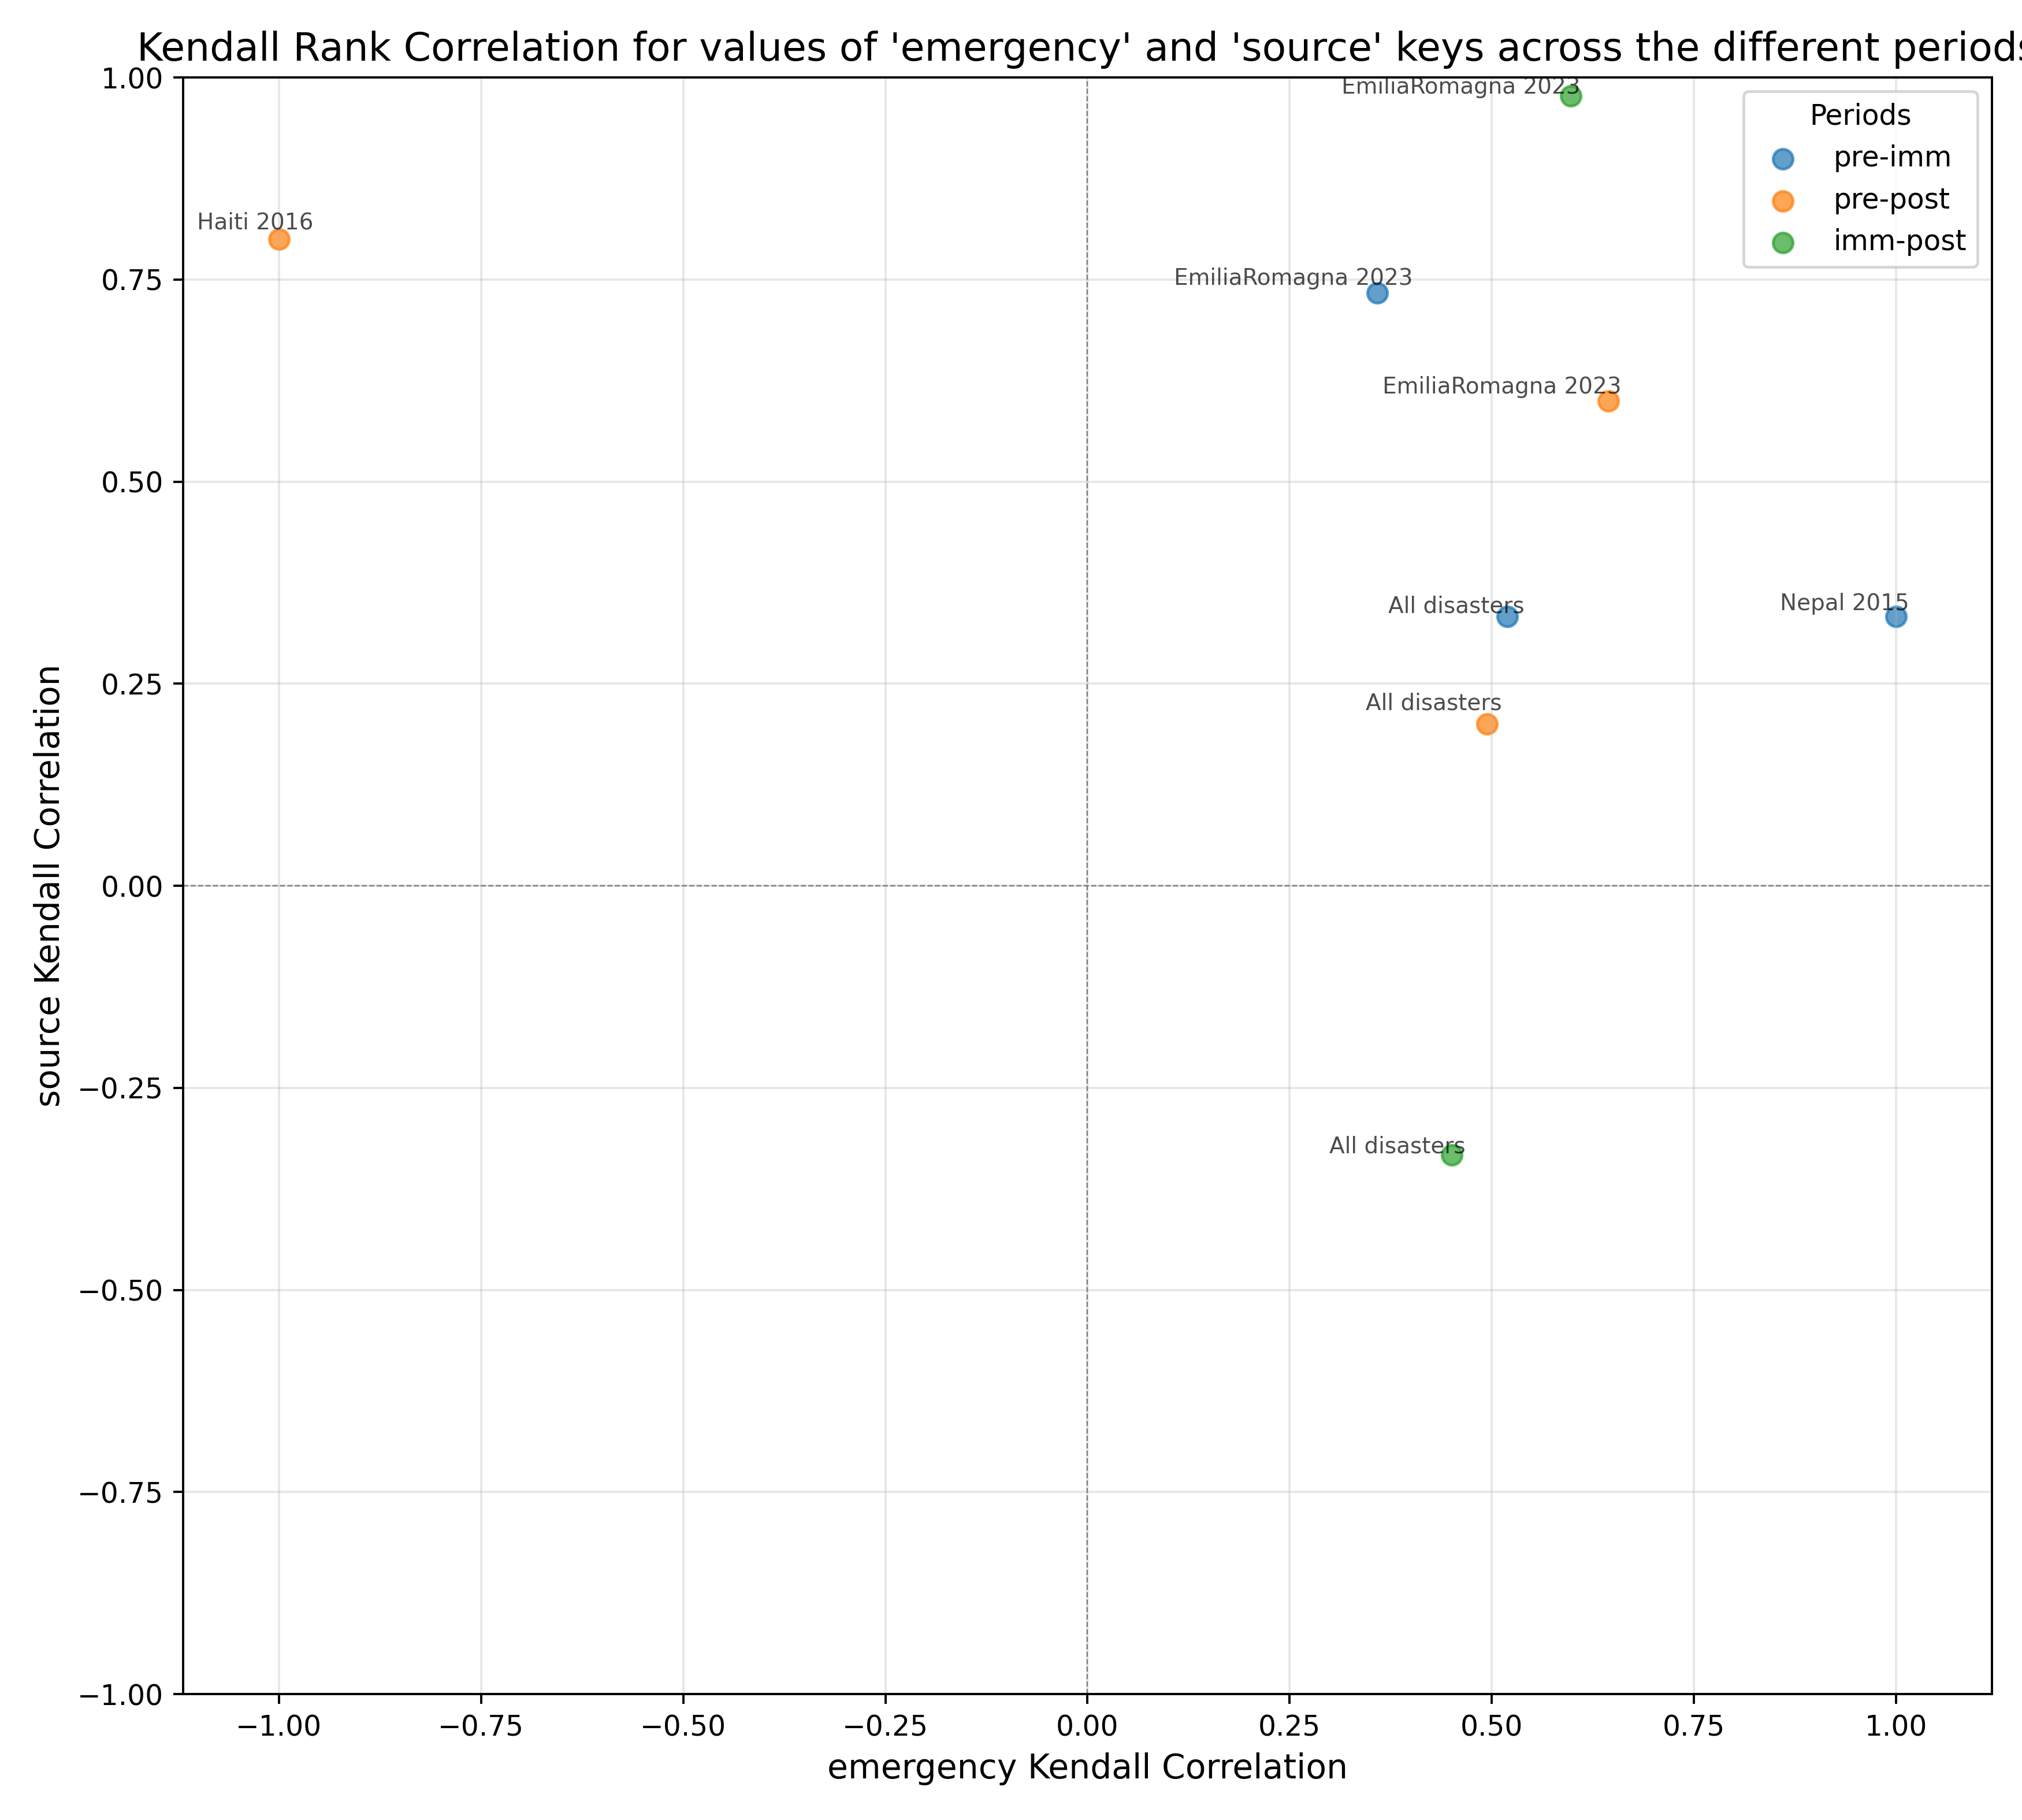 Kendall Rank Correlation for values of 'emergency' and 'source' keys across the different periods
1.00
0.75
0.50
0.25
0.00
−0.25
−0.50
−0.75
−1.00
source Kendall Correlation
EmiliaRomagna 2023
Haiti 2016
EmiliaRomagna 2023
EmiliaRomagna 2023
All disasters
Nepal 2015
All disasters
All disasters
Periods
pre-imm
pre-post
imm-post
−1.00 −0.75 −0.50 −0.25 0.00 0.25 0.50 0.75 1.00
emergency Kendall Correlation